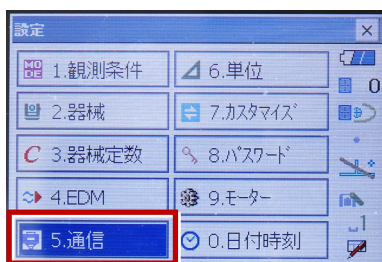 設定
1.観測条件
6.単位
2.器械
7.カスタマイズ
3.器械定数
8.パスワード
4.EDM
9.モーター
5.通信
0.日付時刻
0
1